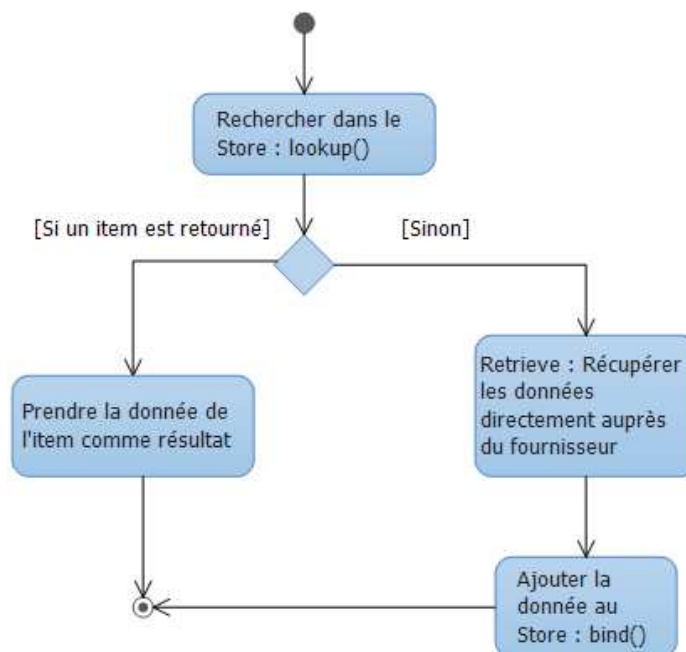 Rechercher dans le
Store : lookup()
[Si un item est retourné]
[Sinon]
Prendre la donnée de
l'item comme résultat
Retrieve : Récupérer
les données
directement auprès
du fournisseur
Ajouter la
donnée au
Store : bind()